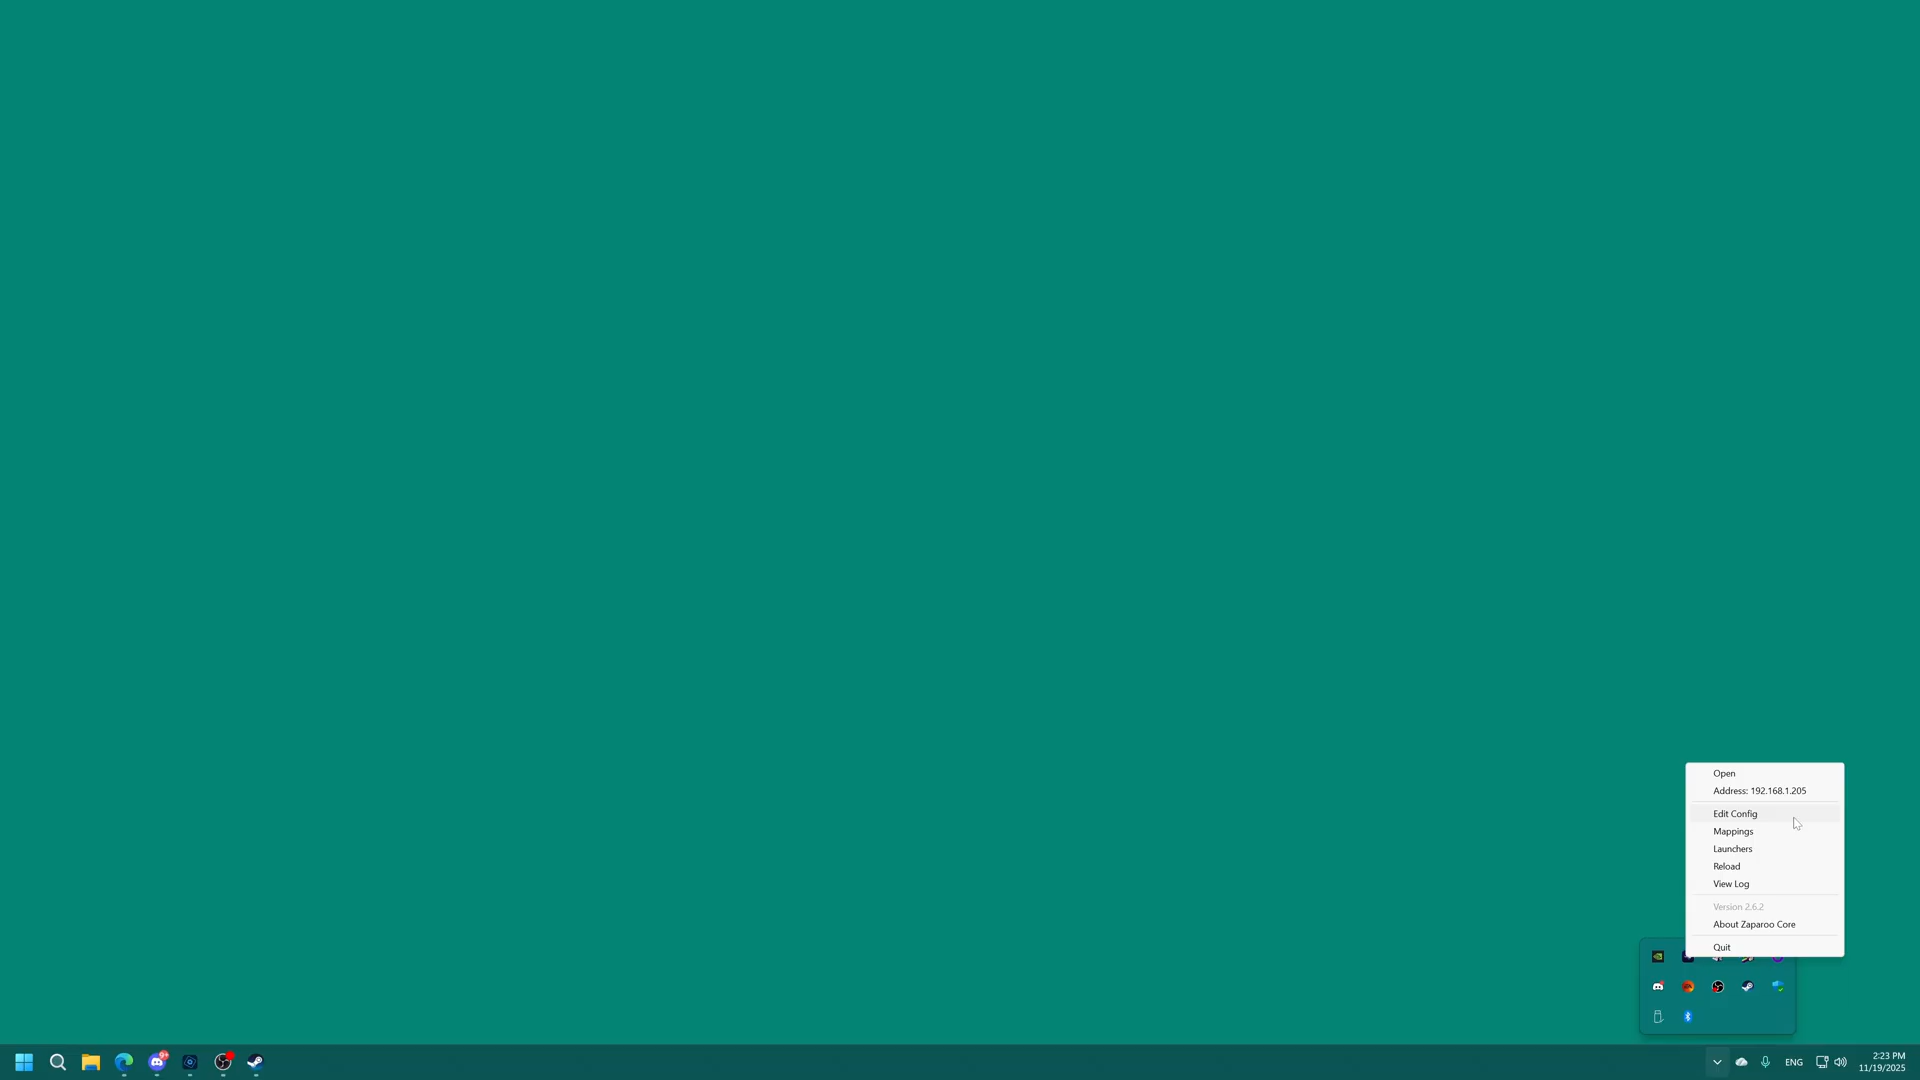 Open
Address: 192.168.1.205
Edit Config
Mappings
Launchers
Reload
View Log
Version 2.6.2
About Zaparoo Core
Quit
9+
ENG
2:23 PM
11/19/2025